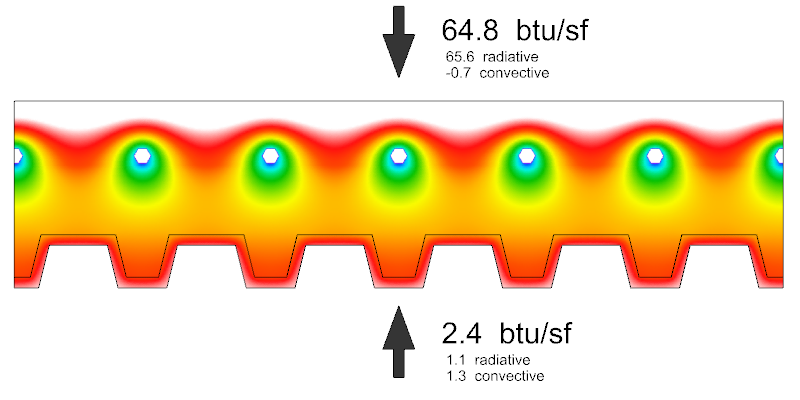 64.8 btu/sf
65.6 radiative
-0.7 convective
2.4 btu/sf
1.1 radiative
1.3 convective